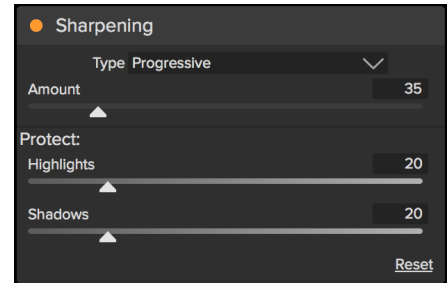 Sharpening
Type Progressive
Amount 35
Protect:
Highlights 20
Shadows 20
Reset